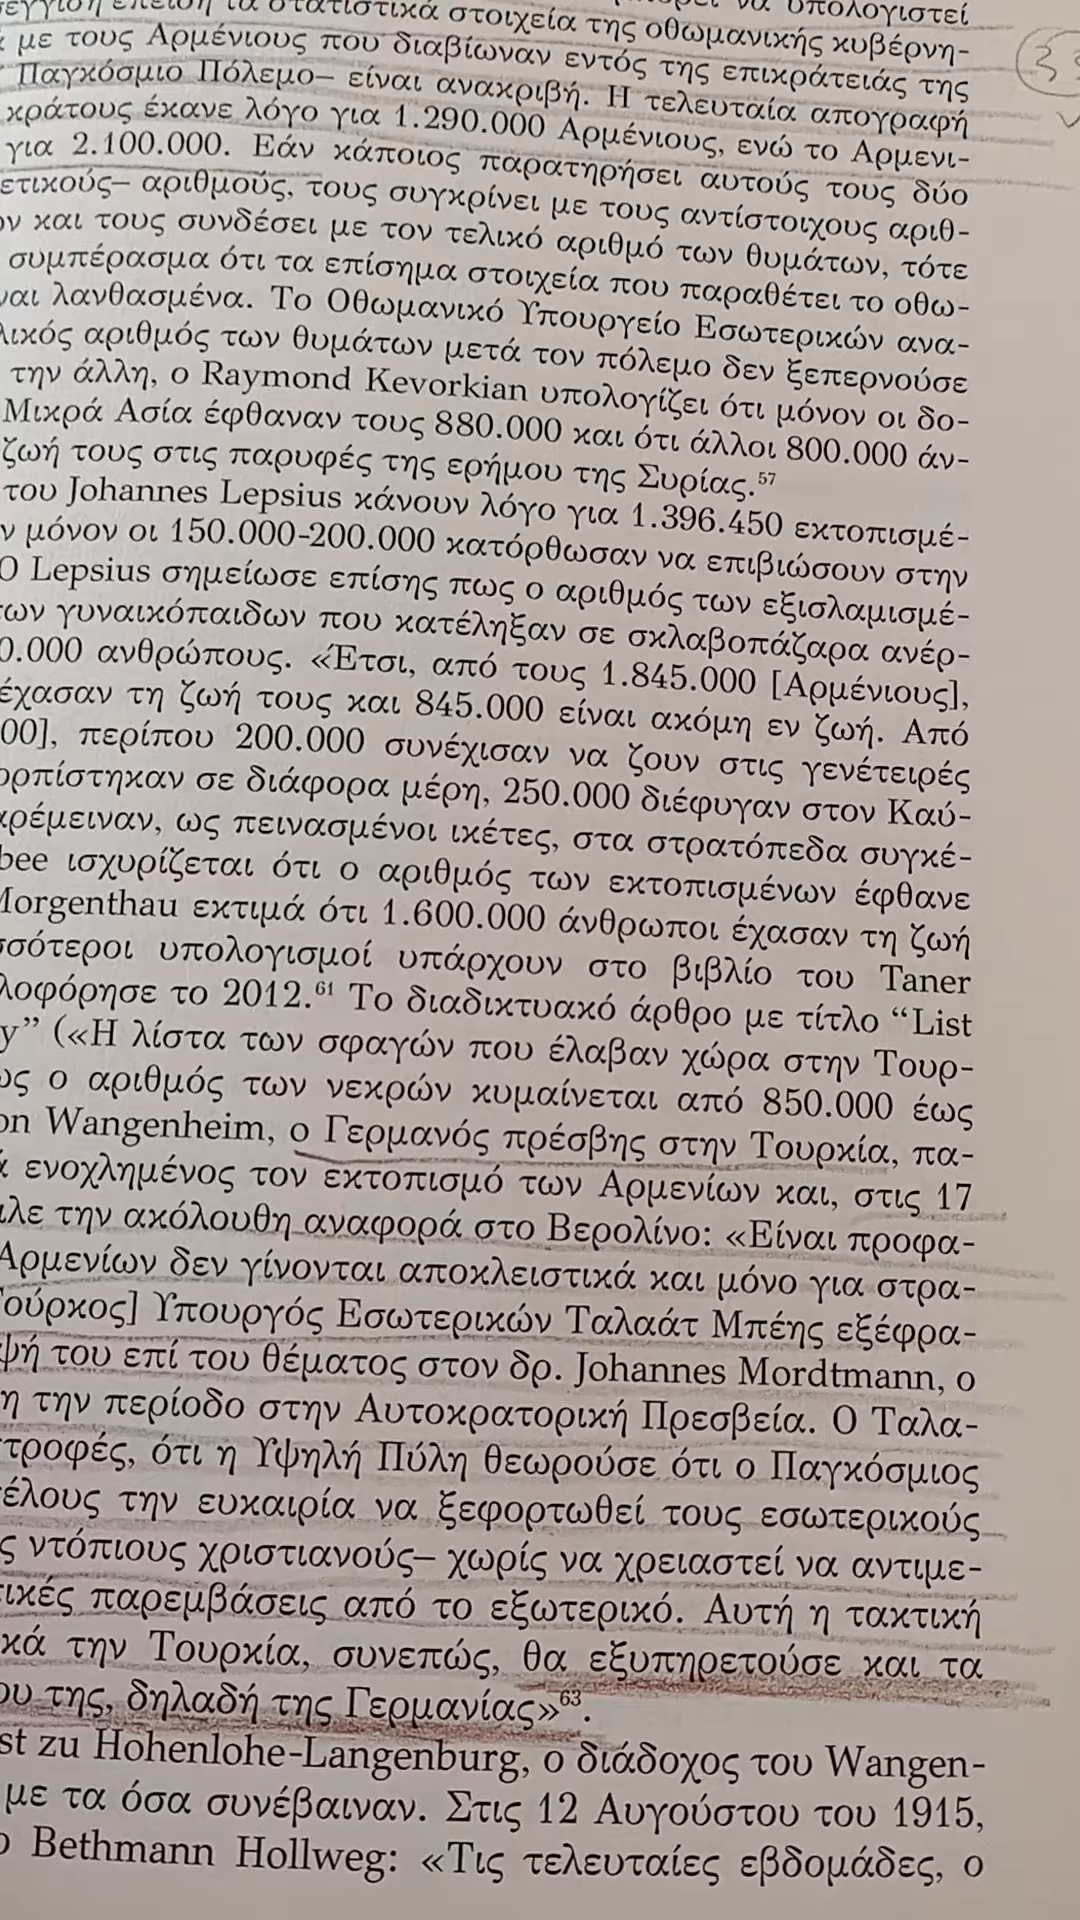 να υπολογιστεί
επειδή τα στατιστικά στοιχεία της οθωμανικής κυβέρνη-
με τους Αρμένιους που διαβίωναν εντός της επικράτειάς της
Παγκόσμιο Πόλεμο– είναι ανακριβή. Η τελευταία απογραφή
κράτους έκανε λόγο για 1.290.000 Αρμένιους, ενώ το Αρμενι-
για 2.100.000. Εάν κάποιος παρατηρήσει αυτούς τους δύο
ετικούς– αριθμούς, τους συγκρίνει με τους αντίστοιχους αριθ-
ον και τους συνδέσει με τον τελικό αριθμό των θυμάτων, τότε
συμπέρασμα ότι τα επίσημα στοιχεία που παραθέτει το οθω-
ναι λανθασμένα. Το Οθωμανικό Υπουργείο Εσωτερικών ανα-
λικός αριθμός των θυμάτων μετά τον πόλεμο δεν ξεπερνούσε
την άλλη, ο Raymond Kevorkian υπολογίζει ότι μόνον οι δο-
Μικρά Ασία έφθαναν τους 880.000 και ότι άλλοι 800.000 άν-
ζωή τους στις παρυφές της ερήμου της Συρίας.57
του Johannes Lepsius κάνουν λόγο για 1.396.450 εκτοπισμέ-
ν μόνον οι 150.000-200.000 κατόρθωσαν να επιβιώσουν στην
Ο Lepsius σημείωσε επίσης πως ο αριθμός των εξισλαμισμέ-
των γυναικόπαιδων που κατέληξαν σε σκλαβοπάζαρα ανέρ-
0.000 ανθρώπους. «Έτσι, από τους 1.845.000 [Αρμένιους],
έχασαν τη ζωή τους και 845.000 είναι ακόμη εν ζωή. Από
00], περίπου 200.000 συνέχισαν να ζουν στις γενέτειρές
ορπίστηκαν σε διάφορα μέρη, 250.000 διέφυγαν στον Καύ-
αρέμειναν, ως πεινασμένοι ικέτες, στα στρατόπεδα συγκέ-
bee ισχυρίζεται ότι ο αριθμός των εκτοπισμένων έφθανε
Morgenthau εκτιμά ότι 1.600.000 άνθρωποι έχασαν τη ζωή
σσότεροι υπολογισμοί υπάρχουν στο βιβλίο του Taner
λοφόρησε το 2012.61 Το διαδικτυακό άρθρο με τίτλο “List
y” («Η λίστα των σφαγών που έλαβαν χώρα στην Τουρ-
ως ο αριθμός των νεκρών κυμαίνεται από 850.000 έως
on Wangenheim, ο Γερμανός πρέσβης στην Τουρκία, πα-
ά ενοχλημένος τον εκτοπισμό των Αρμενίων και, στις 17
ιλε την ακόλουθη αναφορά στο Βερολίνο: «Είναι προφα-
Αρμενίων δεν γίνονται αποκλειστικά και μόνο για στρα-
Τούρκος] Υπουργός Εσωτερικών Ταλαάτ Μπέης εξέφρα-
ψή του επί του θέματος στον δρ. Johannes Mordtmann, ο
η την περίοδο στην Αυτοκρατορική Πρεσβεία. Ο Ταλα-
τροφές, ότι η Υψηλή Πύλη θεωρούσε ότι ο Παγκόσμιος
έλους την ευκαιρία να ξεφορτωθεί τους εσωτερικούς
ς ντόπιους χριστιανούς– χωρίς να χρειαστεί να αντιμε-
ικές παρεμβάσεις από το εξωτερικό. Αυτή η τακτική
κά την Τουρκία, συνεπώς, θα εξυπηρετούσε και τα
ου της, δηλαδή της Γερμανίας»63.
st zu Hohenlohe-Langenburg, ο διάδοχος του Wangen-
με τα όσα συνέβαιναν. Στις 12 Αυγούστου του 1915,
ο Bethmann Hollweg: «Τις τελευταίες εβδομάδες, ο